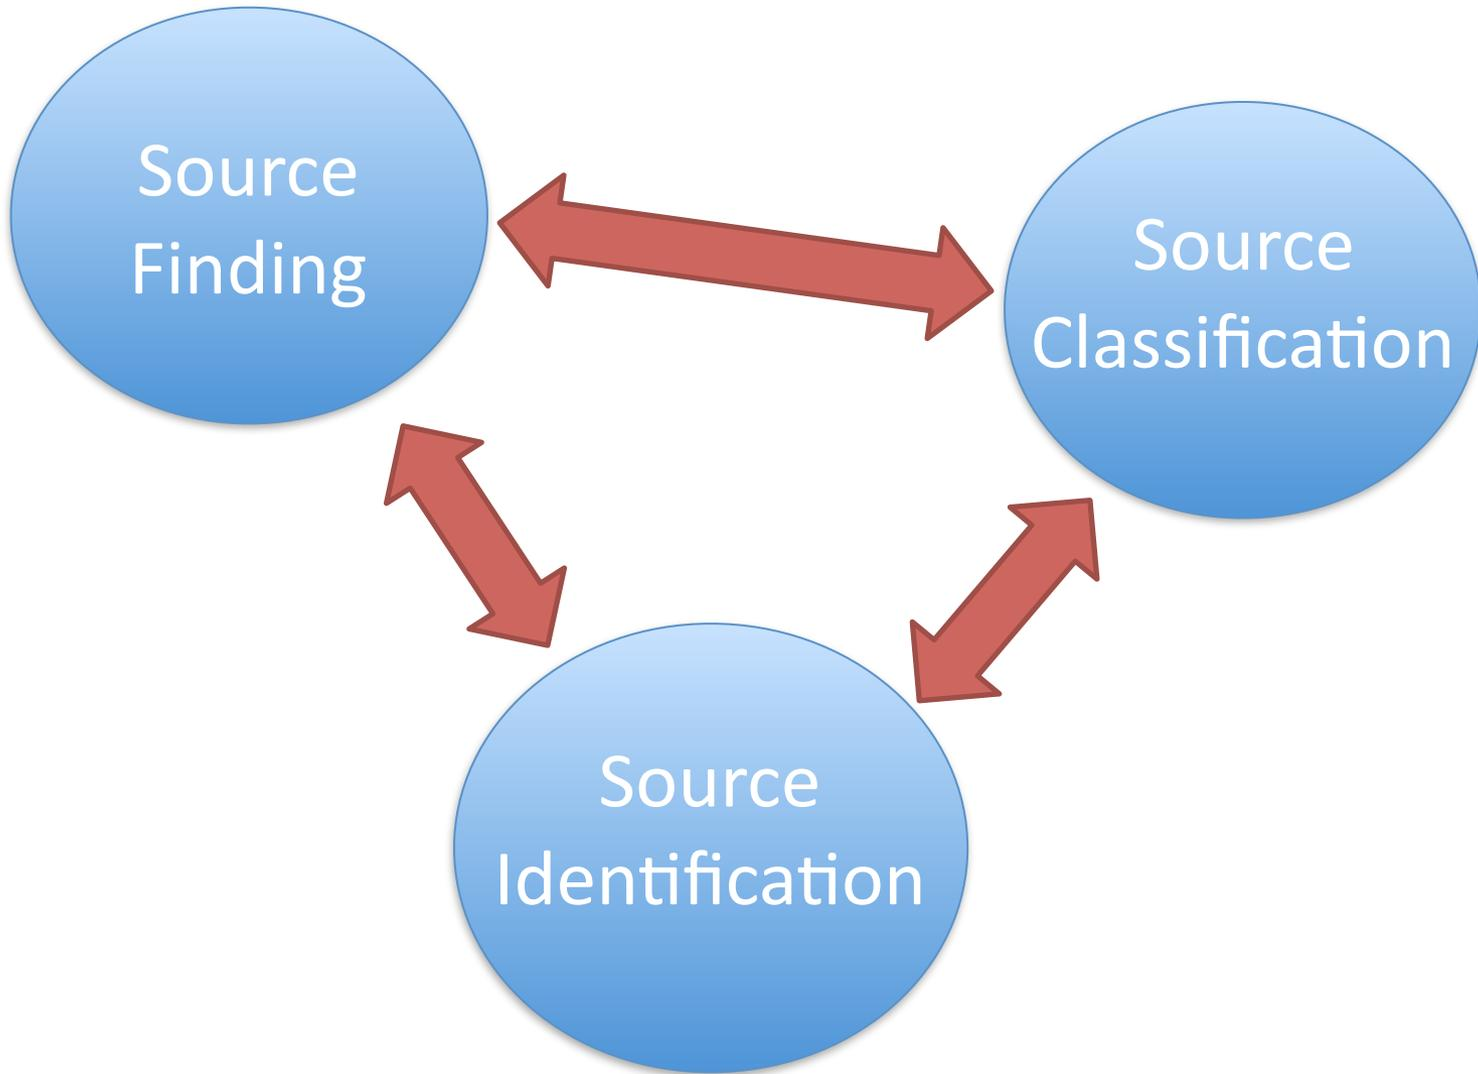 Source
Finding
Source
Classification
Source
Identification